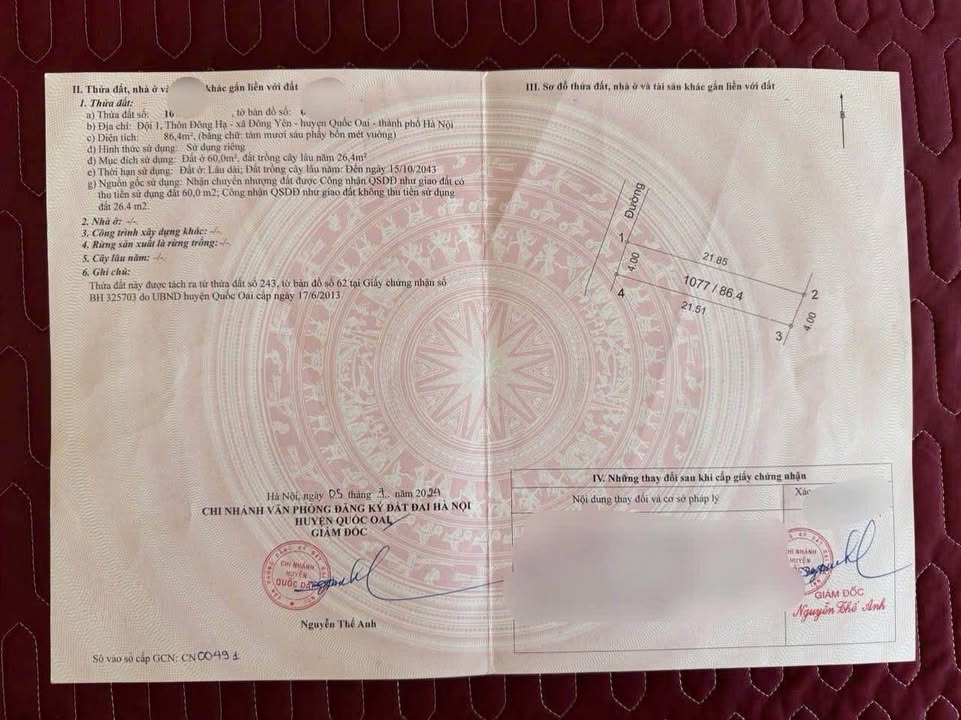 II. Thửa đất, nhà ở và khác gắn liền với đất
1. Thửa đất:
a) Thửa đất số: 16 , tờ bản đồ số:
b) Địa chỉ: Đội 1, Thôn Đông Hạ - xã Đông Yên - huyện Quốc Oai - thành phố Hà Nội
c) Diện tích: 86,4m², (bằng chữ: tám mươi sáu phẩy bốn mét vuông)
d) Hình thức sử dụng: Sử dụng riêng
đ) Mục đích sử dụng: Đất ở 60,0m², đất trồng cây lâu năm 26,4m²
e) Thời hạn sử dụng: Đất ở: Lâu dài; Đất trồng cây lâu năm: Đến ngày 15/10/2043
g) Nguồn gốc sử dụng: Nhận chuyển nhượng đất được Công nhận QSDĐ như giao đất có
thu tiền sử dụng đất 60,0 m2; Công nhận QSDĐ như giao đất không thu tiền sử dụng
đất 26.4 m2.
2. Nhà ở: -/-.
3. Công trình xây dựng khác: -/-.
4. Rừng sản xuất là rừng trồng: -/-.
5. Cây lâu năm: -/-.
6. Ghi chú:
Thửa đất này được tách ra từ thửa đất số 243, tờ bản đồ số 62 tại Giấy chứng nhận số
BH 325703 do UBND huyện Quốc Oai cấp ngày 17/6/2013
Hà Nội, ngày 05 tháng 3 năm
CHI NHÁNH VĂN PHÒNG ĐĂNG KÝ ĐẤT ĐAI HÀ NỘI
HUYỆN QUỐC OAI
GIÁM ĐỐC
CHI NHÁNH
HUYỆN
QUỐC OAI
Nguyễn Thế Anh
Số vào sổ cấp GCN: CN 00491
III. Sơ đồ thửa đất, nhà ở và tài sản khác gắn liền với đất
B
Đường
1
21.85
4.00
1077 / 86.4
2
4
21.51
4.00
3
IV. Những thay đổi sau khi cấp giấy chứng nhận
Nội dung thay đổi và cơ sở pháp lý
Xác
CHI NHÁNH
HUYỆN
GIÁM ĐỐC
Nguyễn Thế Anh